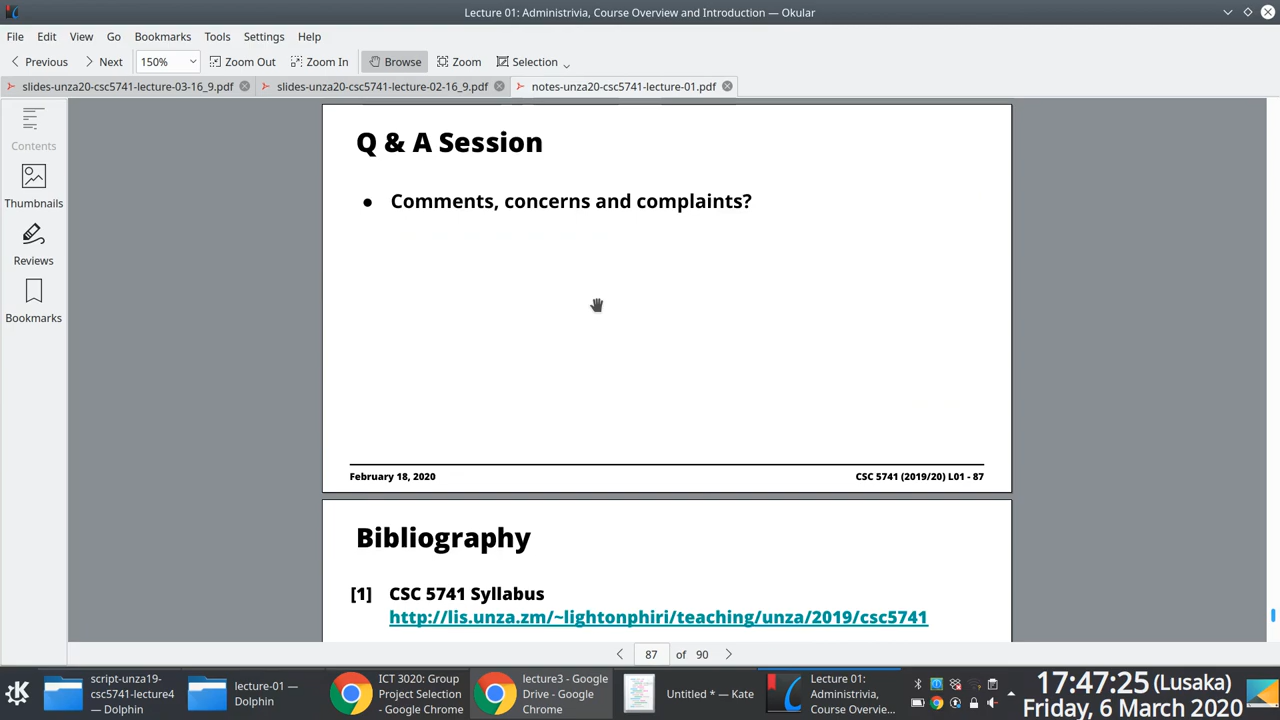 Lecture 01: Administrivia, Course Overview and Introduction — Okular
File Edit View Go Bookmarks Tools Settings Help
Previous Next 150% Zoom Out Zoom In Browse Zoom Selection
slides-unza20-csc5741-lecture-03-16_9.pdf slides-unza20-csc5741-lecture-02-16_9.pdf notes-unza20-csc5741-lecture-01.pdf
Contents
Thumbnails
Reviews
Bookmarks
Q & A Session
● Comments, concerns and complaints?
February 18, 2020 CSC 5741 (2019/20) L01 - 87
Bibliography
[1] CSC 5741 Syllabus
http://lis.unza.zm/~lightonphiri/teaching/unza/2019/csc5741
87 of 90
script-unza19-
csc5741-lecture4
— Dolphin
lecture-01 —
Dolphin
ICT 3020: Group
Project Selection
- Google Chrome
lecture3 - Google
Drive - Google
Chrome
Untitled * — Kate
Lecture 01:
Administrivia,
Course Overvie...
17:47:25 (Lusaka)
Friday, 6 March 2020